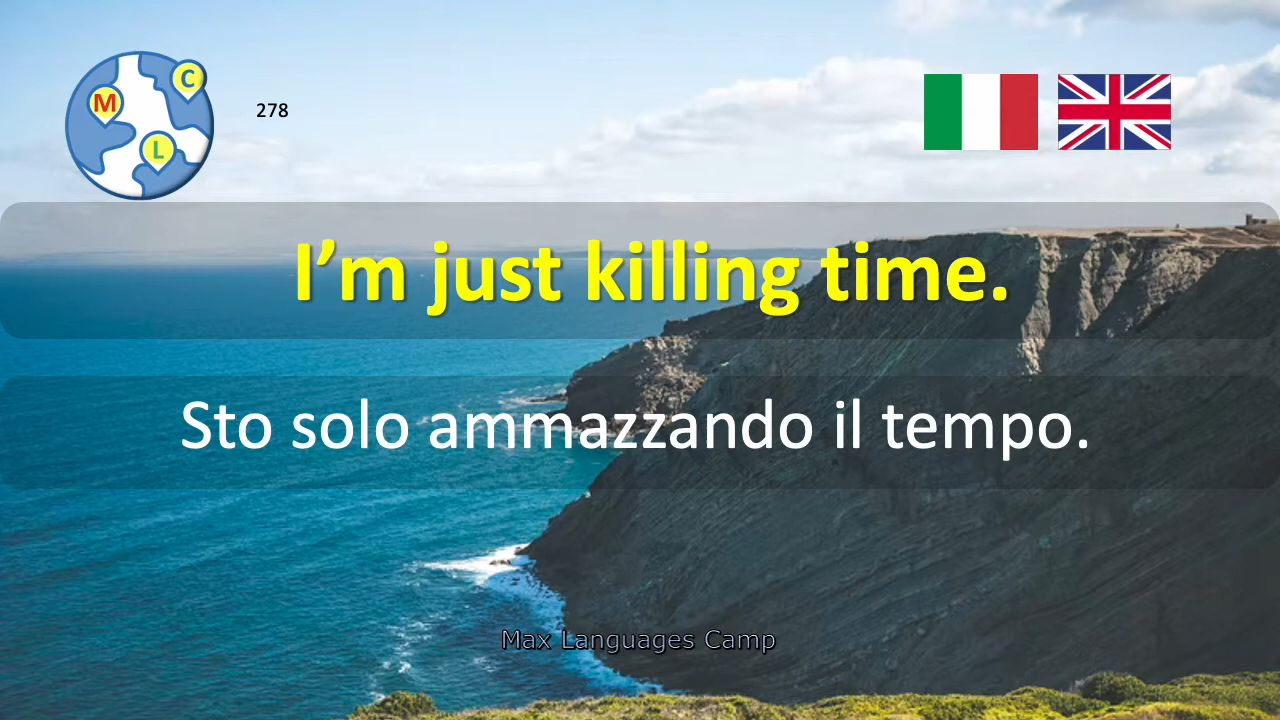 M
C
L
278
I’m just killing time.
Sto solo ammazzando il tempo.
Max Languages Camp